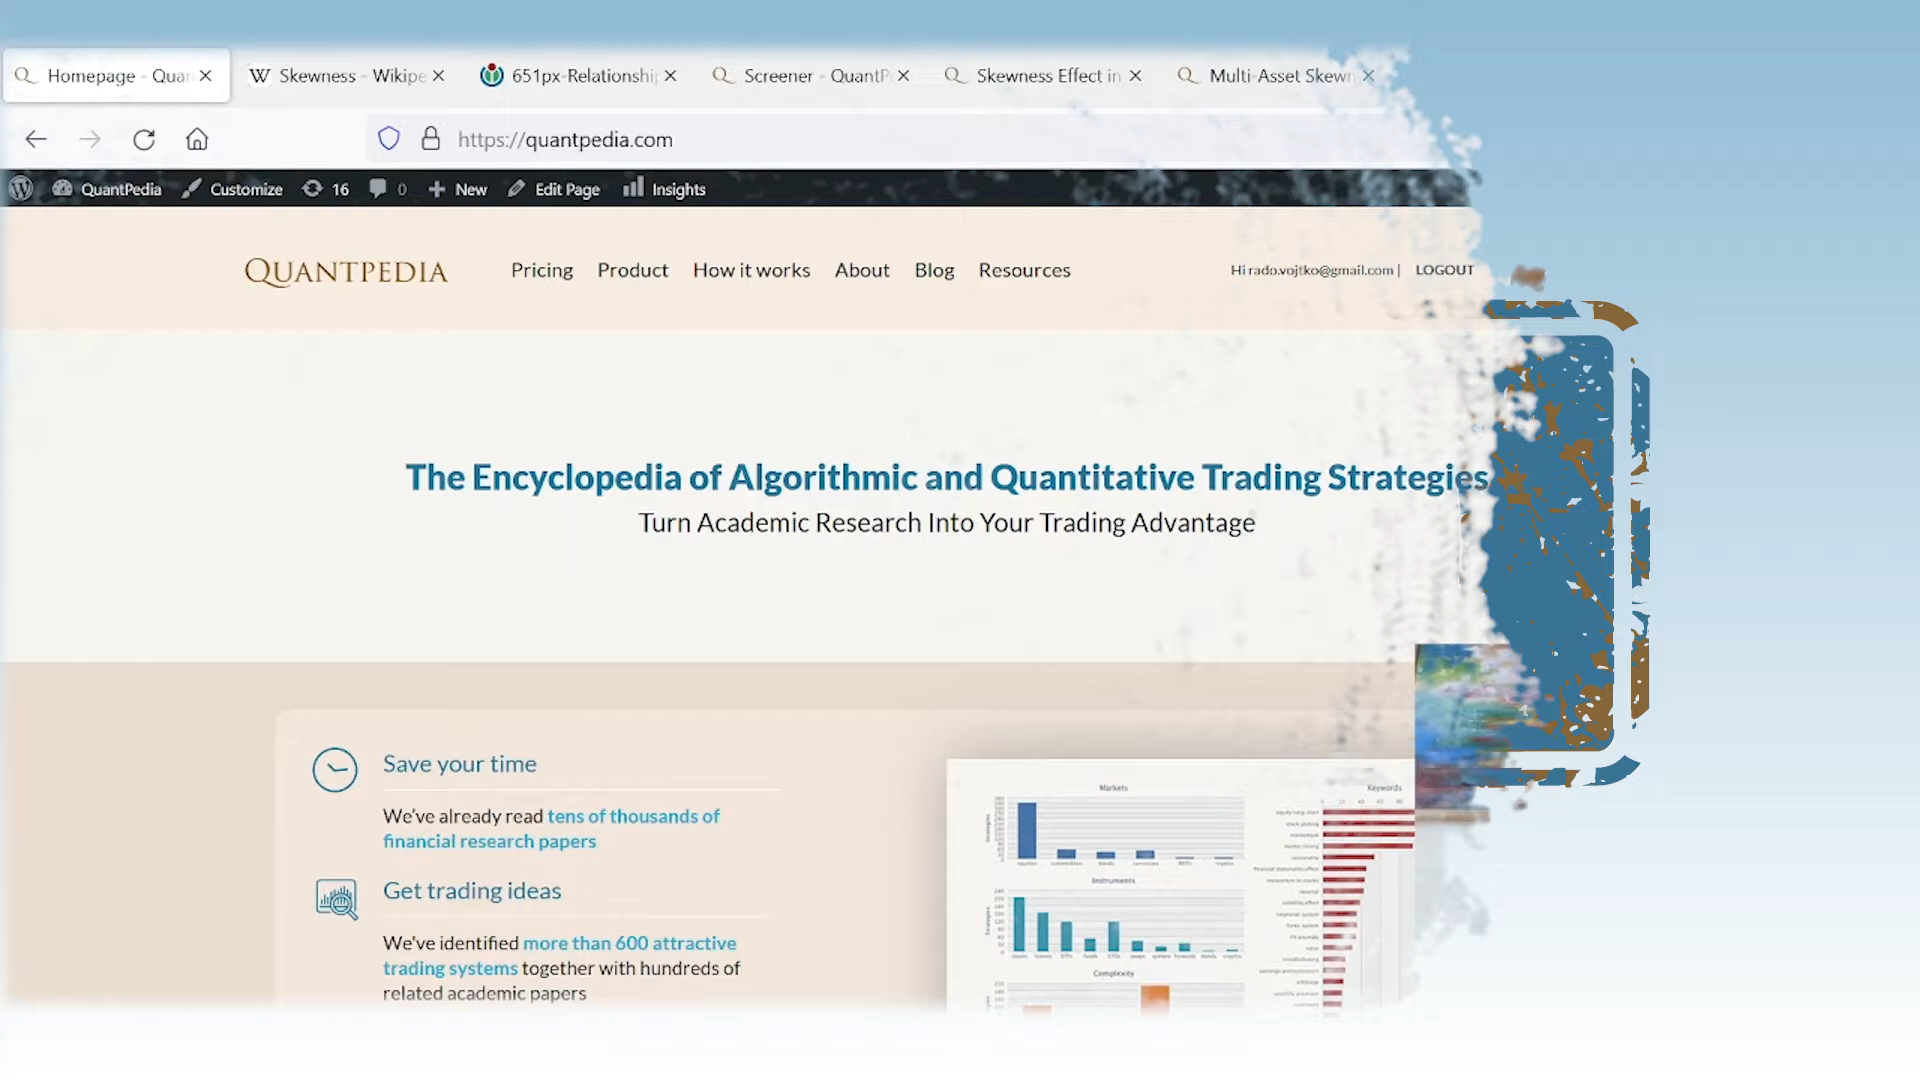 Homepage - Quan
Skewness - Wikipe
651px-Relationship
Screener - QuantP
Skewness Effect in
Multi-Asset Skewn
https://quantpedia.com
QuantPedia
Customize
16
0
New
Edit Page
Insights
QUANTPEDIA
Pricing
Product
How it works
About
Blog
Resources
Hi rado.vojtko@gmail.com |
LOGOUT
The Encyclopedia of Algorithmic and Quantitative Trading Strategies
Turn Academic Research Into Your Trading Advantage
Save your time
We've already read tens of thousands of
financial research papers
Get trading ideas
We've identified more than 600 attractive
trading systems together with hundreds of
related academic papers
Markets
Keywords
Instruments
Complexity